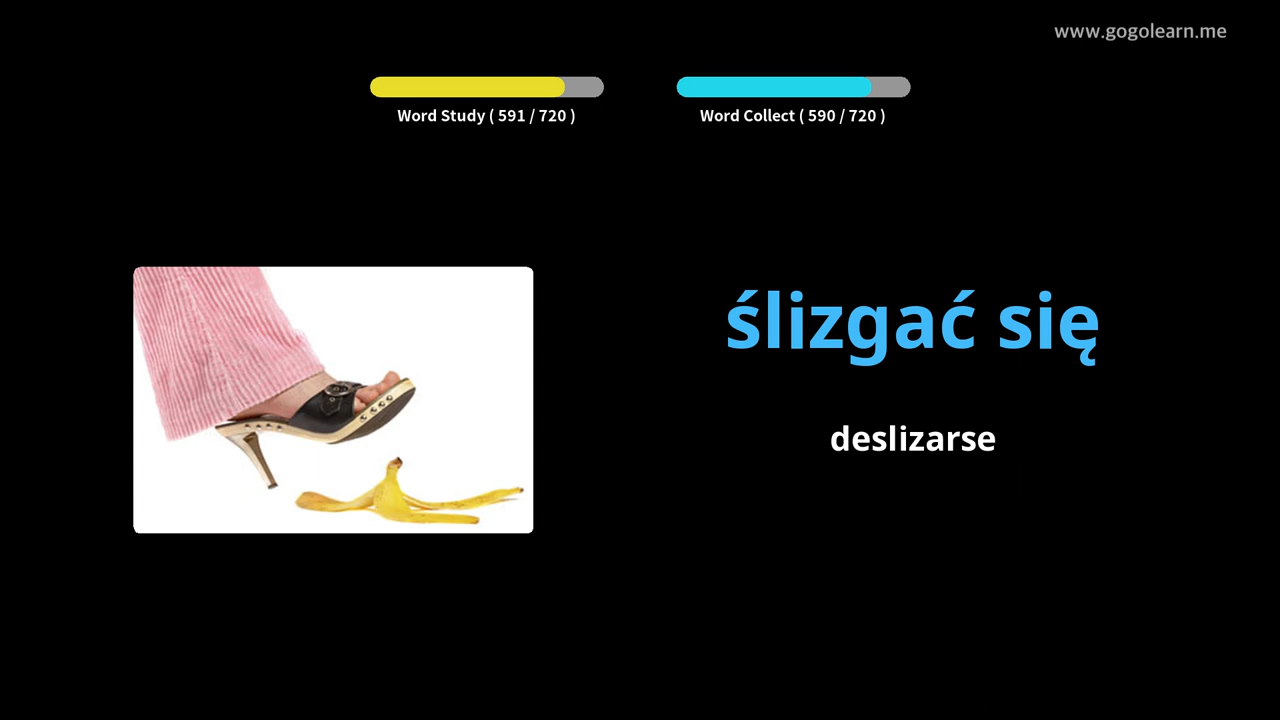 www.gogolearn.me
Word Study ( 591 / 720 )
Word Collect ( 590 / 720 )
ślizgać się
deslizarse